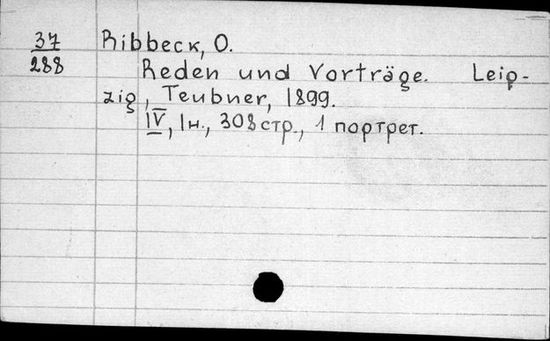 37 Ribbeck, O.
288 Reden und Vorträge. Leip-
zig, Teubner, 1899.
IV, 1н., 308 стр., 1 портрет.